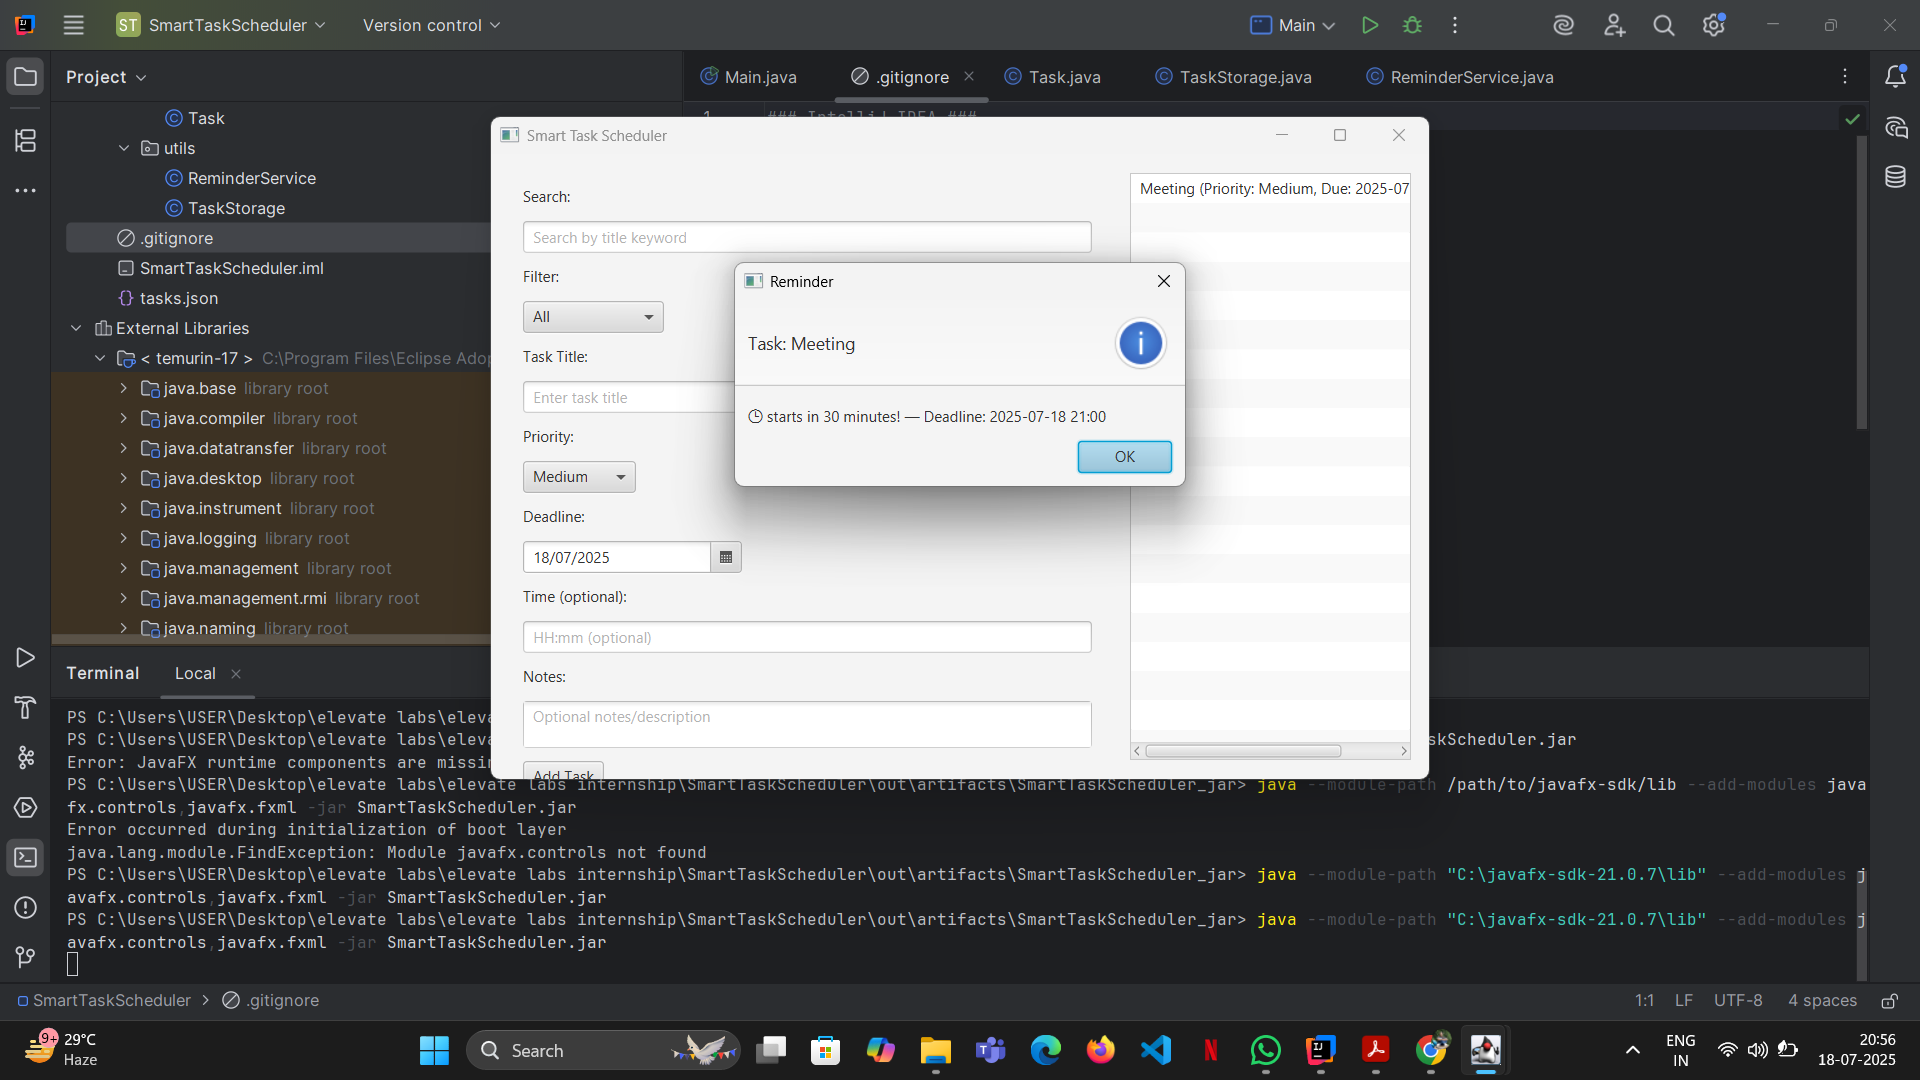 ST SmartTaskScheduler Version control Main
Project
Main.java .gitignore Task.java TaskStorage.java ReminderService.java
1 ### IntelliJ IDEA ###
Task
utils
ReminderService
TaskStorage
.gitignore
SmartTaskScheduler.iml
{} tasks.json
External Libraries
< temurin-17 > C:\Program Files\Eclipse Adop
java.base library root
java.compiler library root
java.datatransfer library root
java.desktop library root
java.instrument library root
java.logging library root
java.management library root
java.management.rmi library root
java.naming library root
Smart Task Scheduler
Search:
Search by title keyword
Filter:
All
Task Title:
Enter task title
Priority:
Medium
Deadline:
18/07/2025
Time (optional):
HH:mm (optional)
Notes:
Optional notes/description
Add Task
Meeting (Priority: Medium, Due: 2025-07
Reminder
Task: Meeting
starts in 30 minutes! — Deadline: 2025-07-18 21:00
OK
Terminal Local
PS C:\Users\USER\Desktop\elevate labs\eleva
PS C:\Users\USER\Desktop\elevate labs\eleva skScheduler.jar
Error: JavaFX runtime components are missin
PS C:\Users\USER\Desktop\elevate labs\elevate labs internship\SmartTaskScheduler\out\artifacts\SmartTaskScheduler_jar> java --module-path /path/to/javafx-sdk/lib --add-modules java
fx.controls,javafx.fxml -jar SmartTaskScheduler.jar
Error occurred during initialization of boot layer
java.lang.module.FindException: Module javafx.controls not found
PS C:\Users\USER\Desktop\elevate labs\elevate labs internship\SmartTaskScheduler\out\artifacts\SmartTaskScheduler_jar> java --module-path "C:\javafx-sdk-21.0.7\lib" --add-modules j
avafx.controls,javafx.fxml -jar SmartTaskScheduler.jar
PS C:\Users\USER\Desktop\elevate labs\elevate labs internship\SmartTaskScheduler\out\artifacts\SmartTaskScheduler_jar> java --module-path "C:\javafx-sdk-21.0.7\lib" --add-modules j
avafx.controls,javafx.fxml -jar SmartTaskScheduler.jar
SmartTaskScheduler > .gitignore 1:1 LF UTF-8 4 spaces
9+ 29°C
Haze
Search
ENG
IN
20:56
18-07-2025